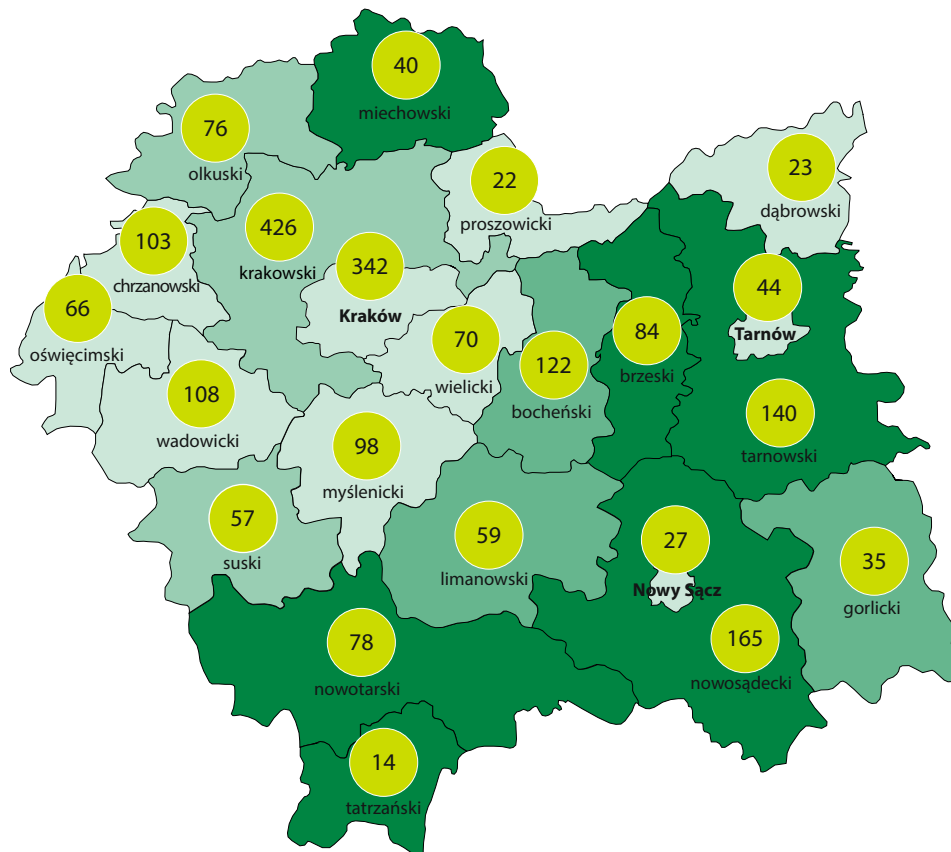 40
miechowski
76
olkuski
22
proszowicki
23
dąbrowski
103
chrzanowski
426
krakowski
342
Kraków
44
Tarnów
66
oświęcimski
70
wielicki
84
brzeski
122
bocheński
108
wadowicki
140
tarnowski
98
myślenicki
57
suski
59
limanowski
27
Nowy Sącz
35
gorlicki
78
nowotarski
165
nowosądecki
14
tatrzański